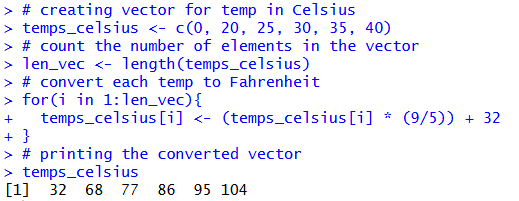 > # creating vector for temp in Celsius
> temps_celsius <- c(0, 20, 25, 30, 35, 40)
> # count the number of elements in the vector
> len_vec <- length(temps_celsius)
> # convert each temp to Fahrenheit
> for(i in 1:len_vec){
+   temps_celsius[i] <- (temps_celsius[i] * (9/5)) + 32
+ }
> # printing the converted vector
> temps_celsius
[1]  32  68  77  86  95 104